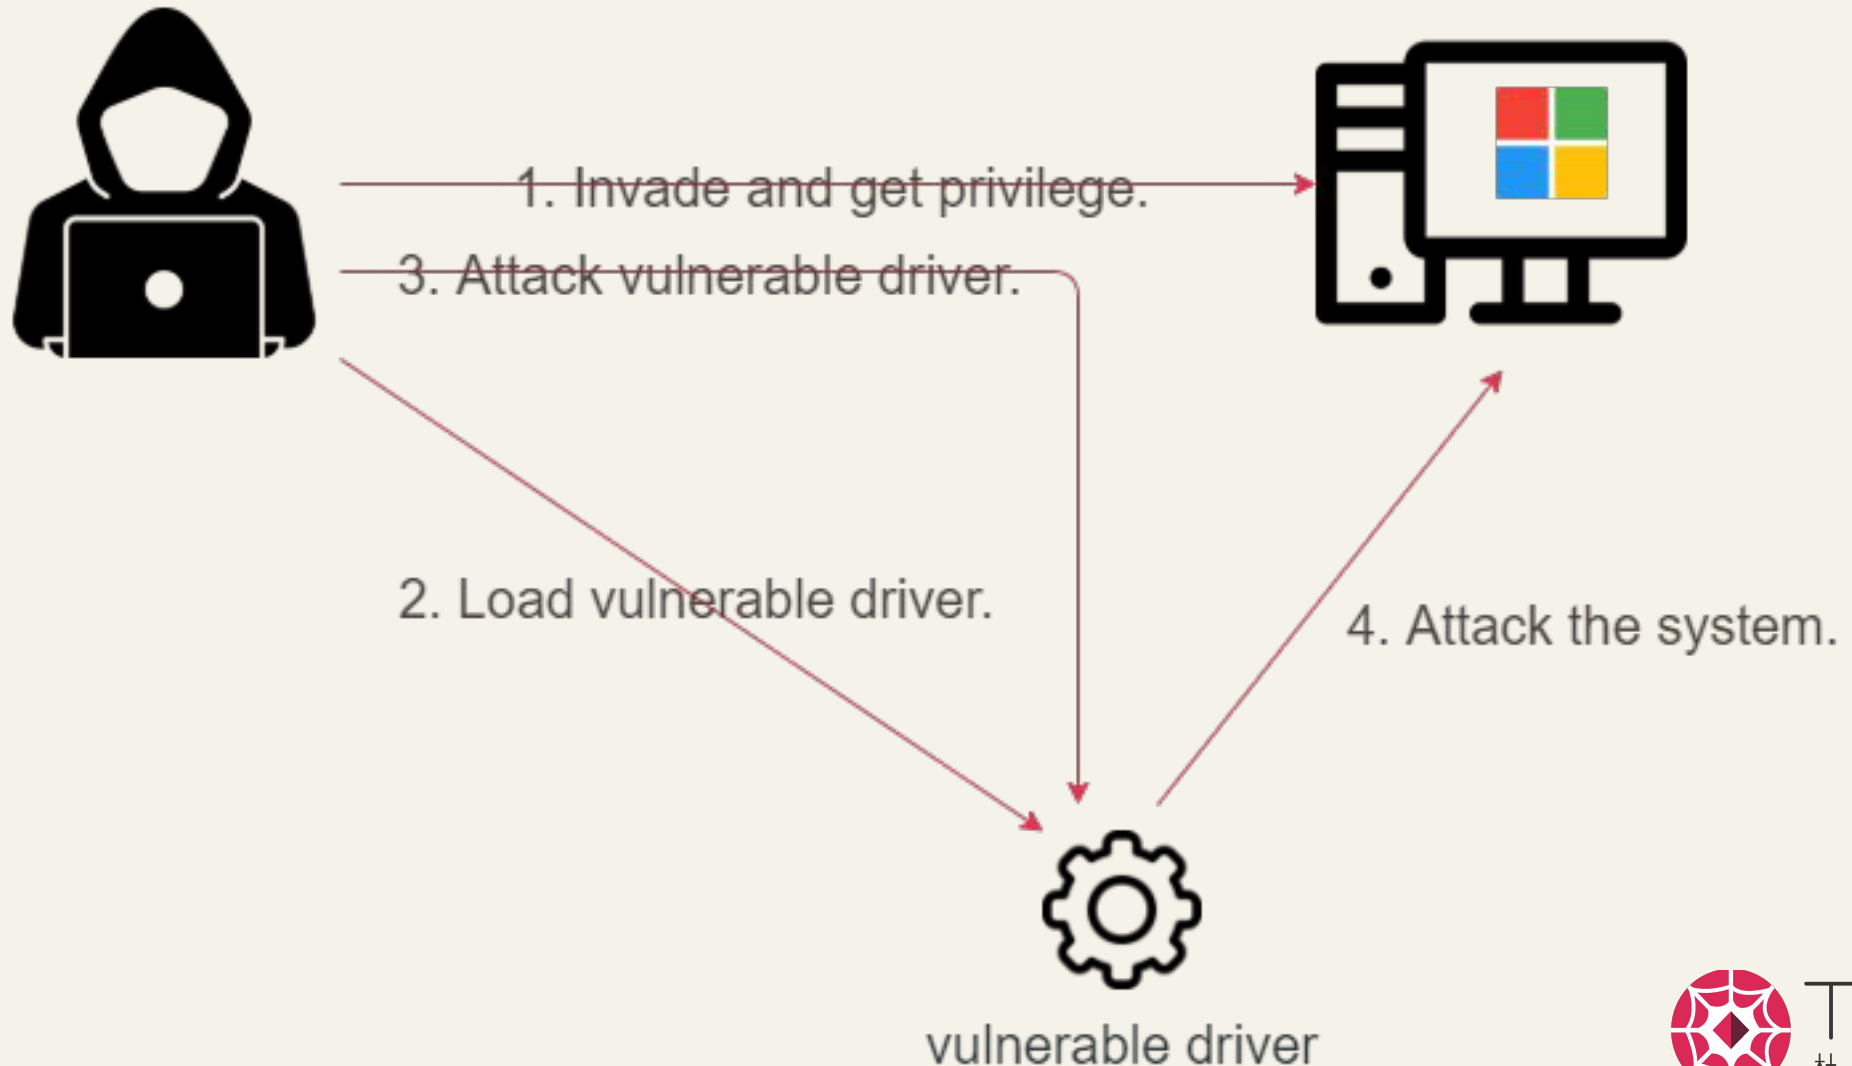 1. Invade and get privilege.
3. Attack vulnerable driver.
2. Load vulnerable driver.
4. Attack the system.
vulnerable driver
T